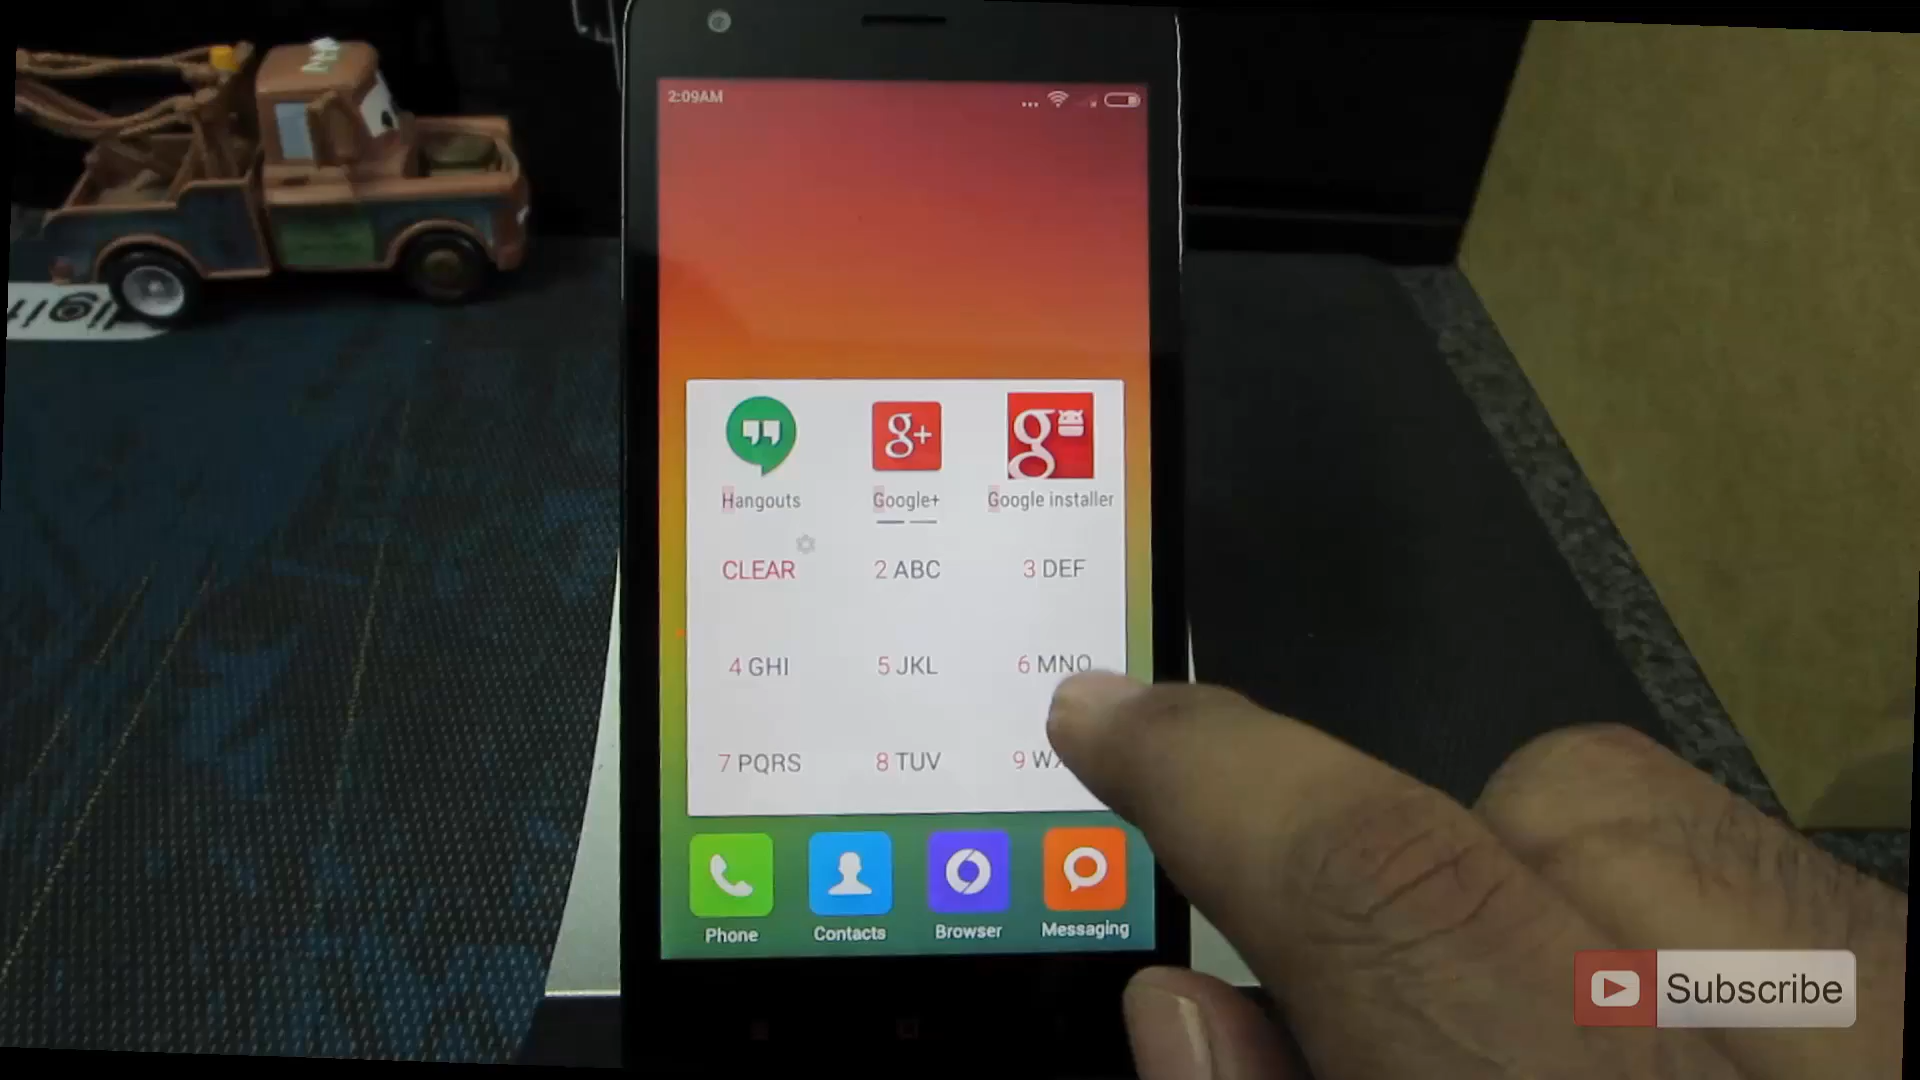 2:09AM
Hangouts
Google+
Google installer
CLEAR
2 ABC
3 DEF
4 GHI
5 JKL
6 MNO
7 PQRS
8 TUV
9
Phone
Contacts
Browser
Messaging
Subscribe